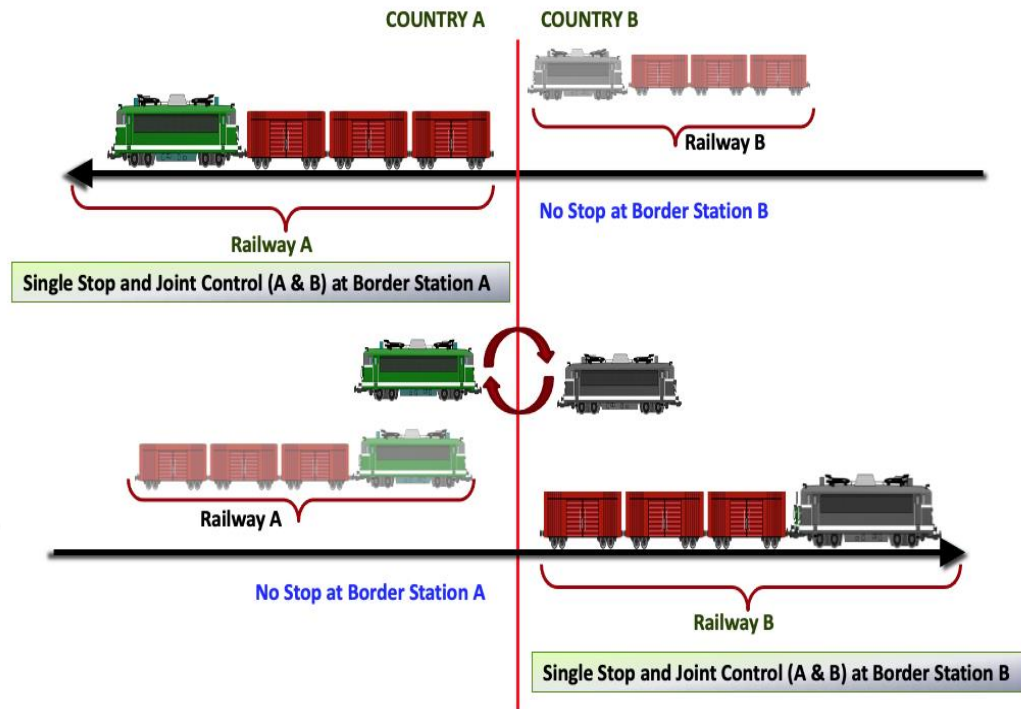 COUNTRY A
COUNTRY B
Railway B
No Stop at Border Station B
Railway A
Single Stop and Joint Control (A & B) at Border Station A
Railway A
No Stop at Border Station A
Railway B
Single Stop and Joint Control (A & B) at Border Station B